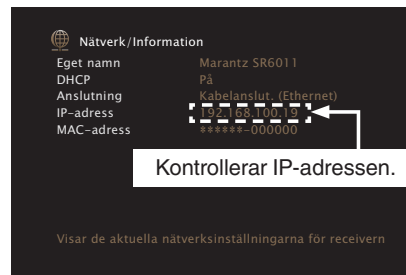 Nätverk/Information
Eget namn Marantz SR6011
DHCP På
Anslutning Kabelanslut. (Ethernet)
IP-adress 192.168.100.19
MAC-adress ******-000000
Kontrollerar IP-adressen.
Visar de aktuella nätverksinställningarna för receivern